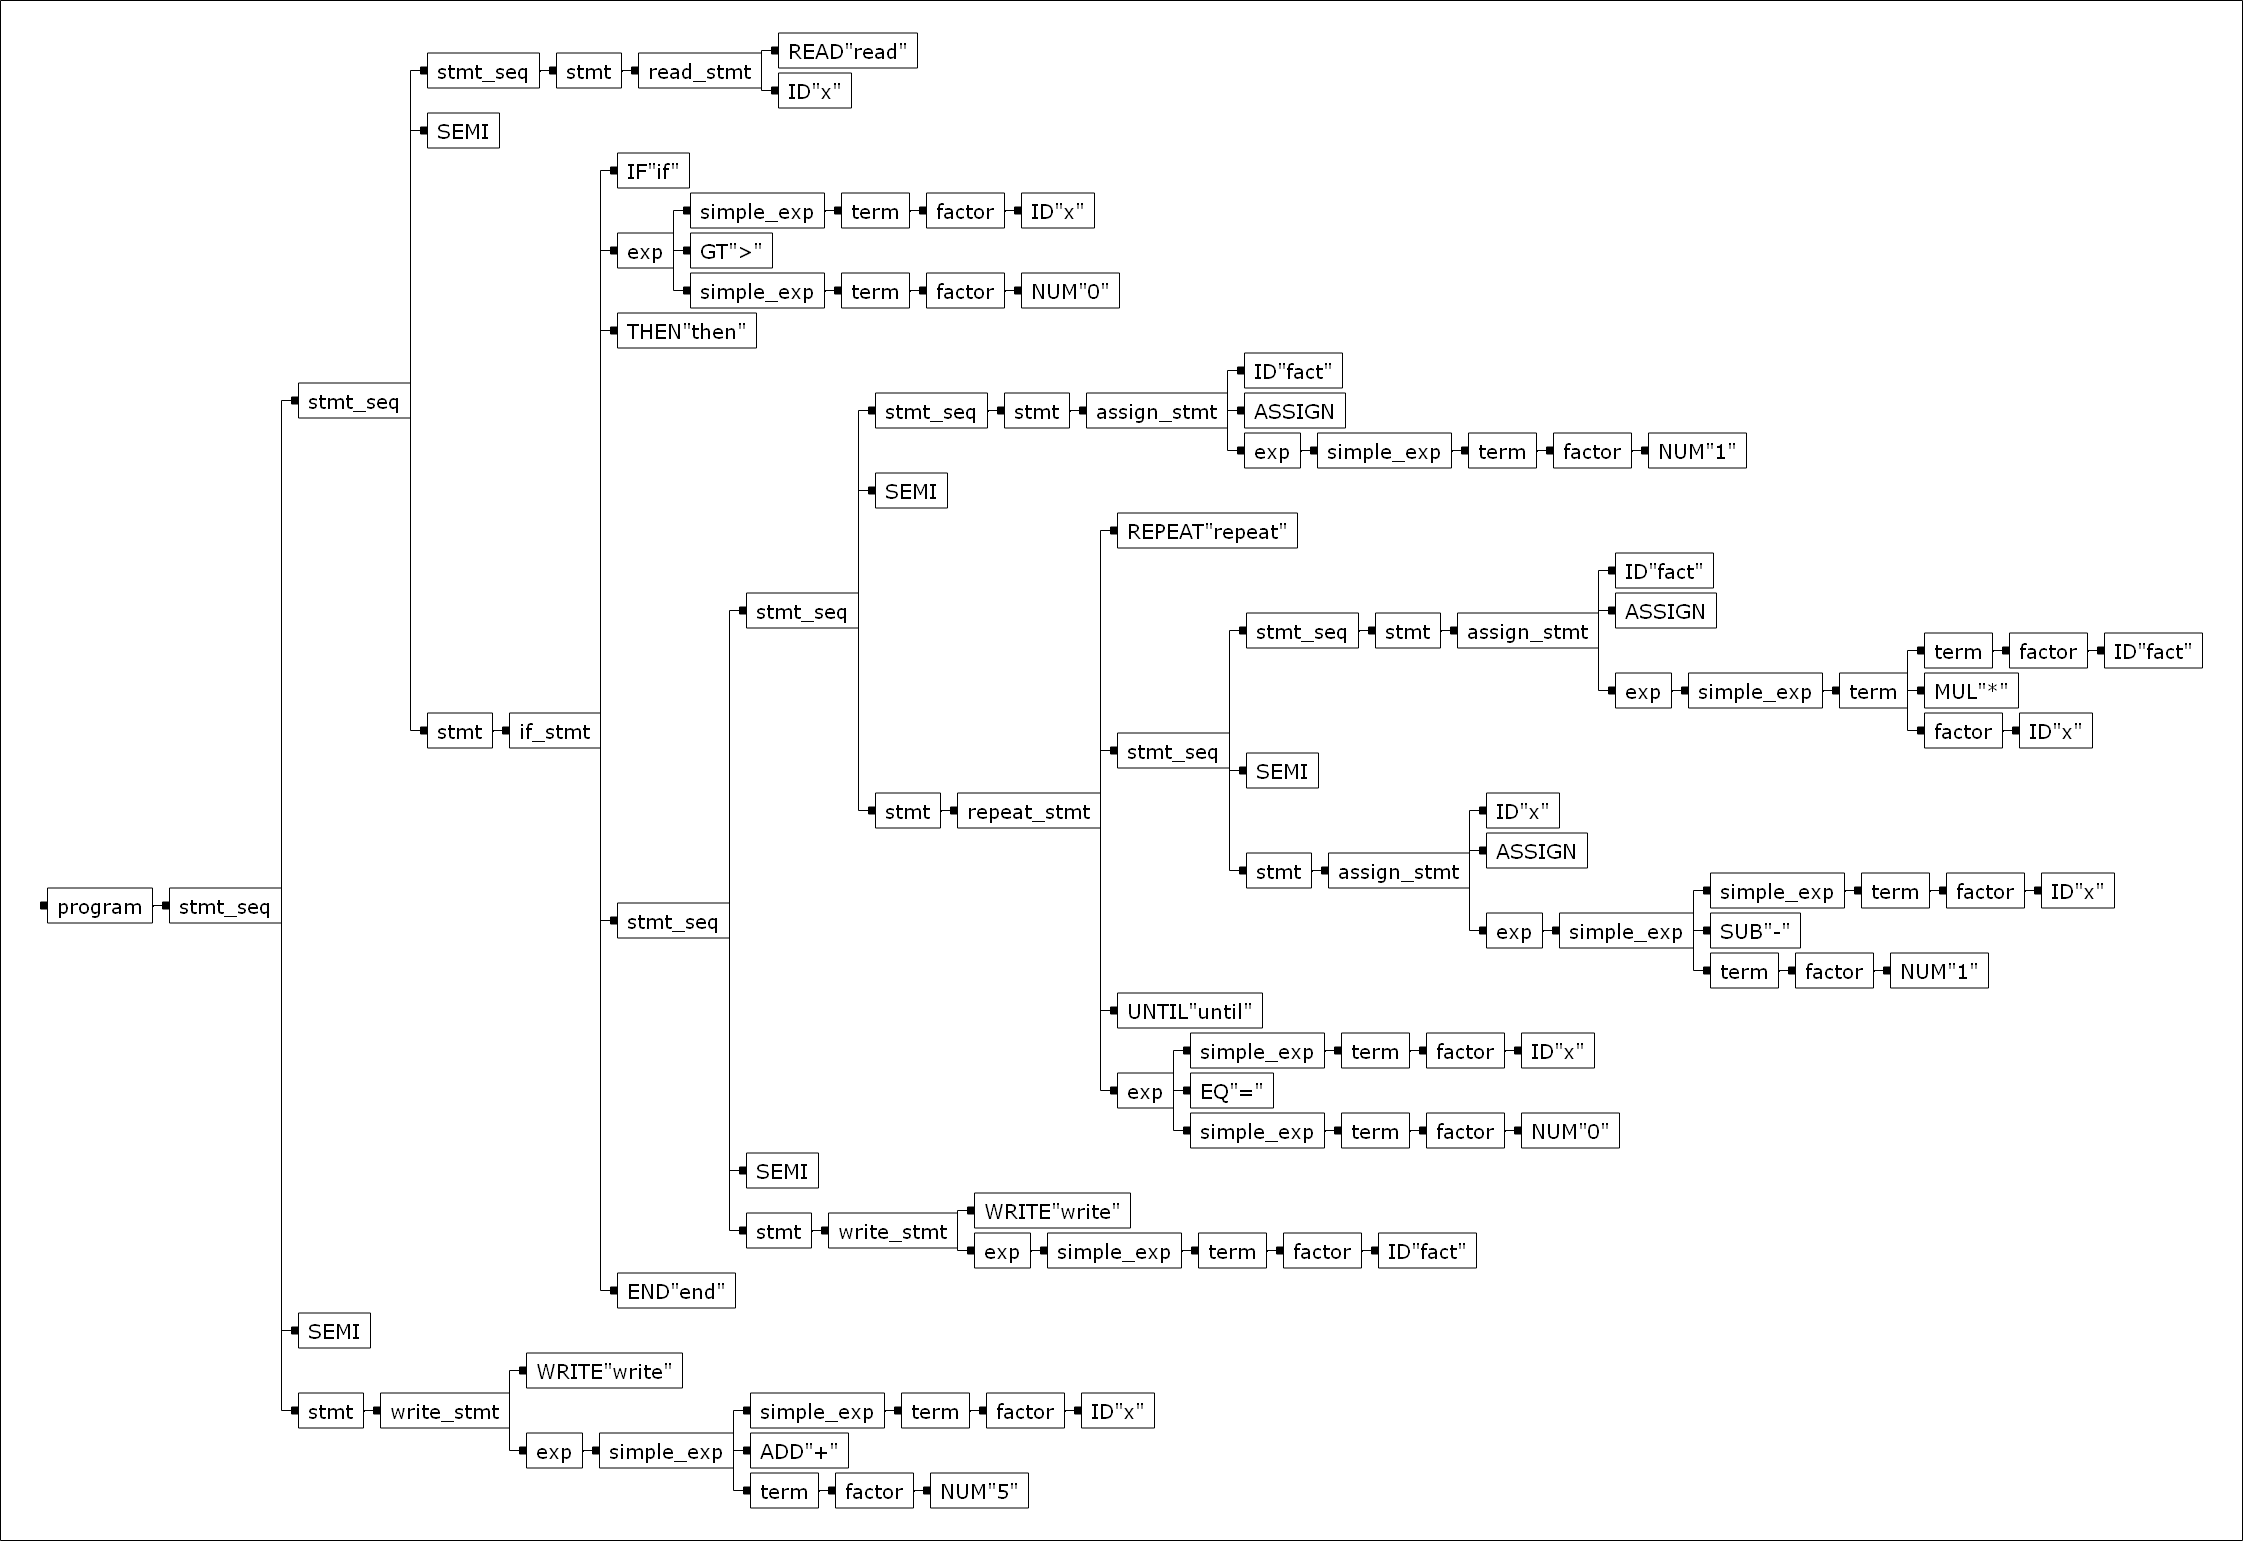 READ"read"
stmt_seq stmt read_stmt
ID"x"
SEMI
IF"if"
simple_exp term factor ID"x"
exp GT">"
simple_exp term factor NUM"0"
THEN"then"
ID"fact"
stmt_seq
stmt_seq stmt assign_stmt ASSIGN
exp simple_exp term factor NUM"1"
SEMI
REPEAT"repeat"
ID"fact"
stmt_seq
ASSIGN
stmt_seq stmt assign_stmt
term factor ID"fact"
exp simple_exp term MUL"*"
stmt if_stmt
factor ID"x"
stmt_seq
SEMI
stmt repeat_stmt
ID"x"
ASSIGN
stmt assign_stmt
simple_exp term factor ID"x"
program stmt_seq
stmt_seq
exp simple_exp SUB"-"
term factor NUM"1"
UNTIL"until"
simple_exp term factor ID"x"
exp EQ"="
simple_exp term factor NUM"0"
SEMI
WRITE"write"
stmt write_stmt
exp simple_exp term factor ID"fact"
END"end"
SEMI
WRITE"write"
stmt write_stmt
simple_exp term factor ID"x"
exp simple_exp ADD"+"
term factor NUM"5"